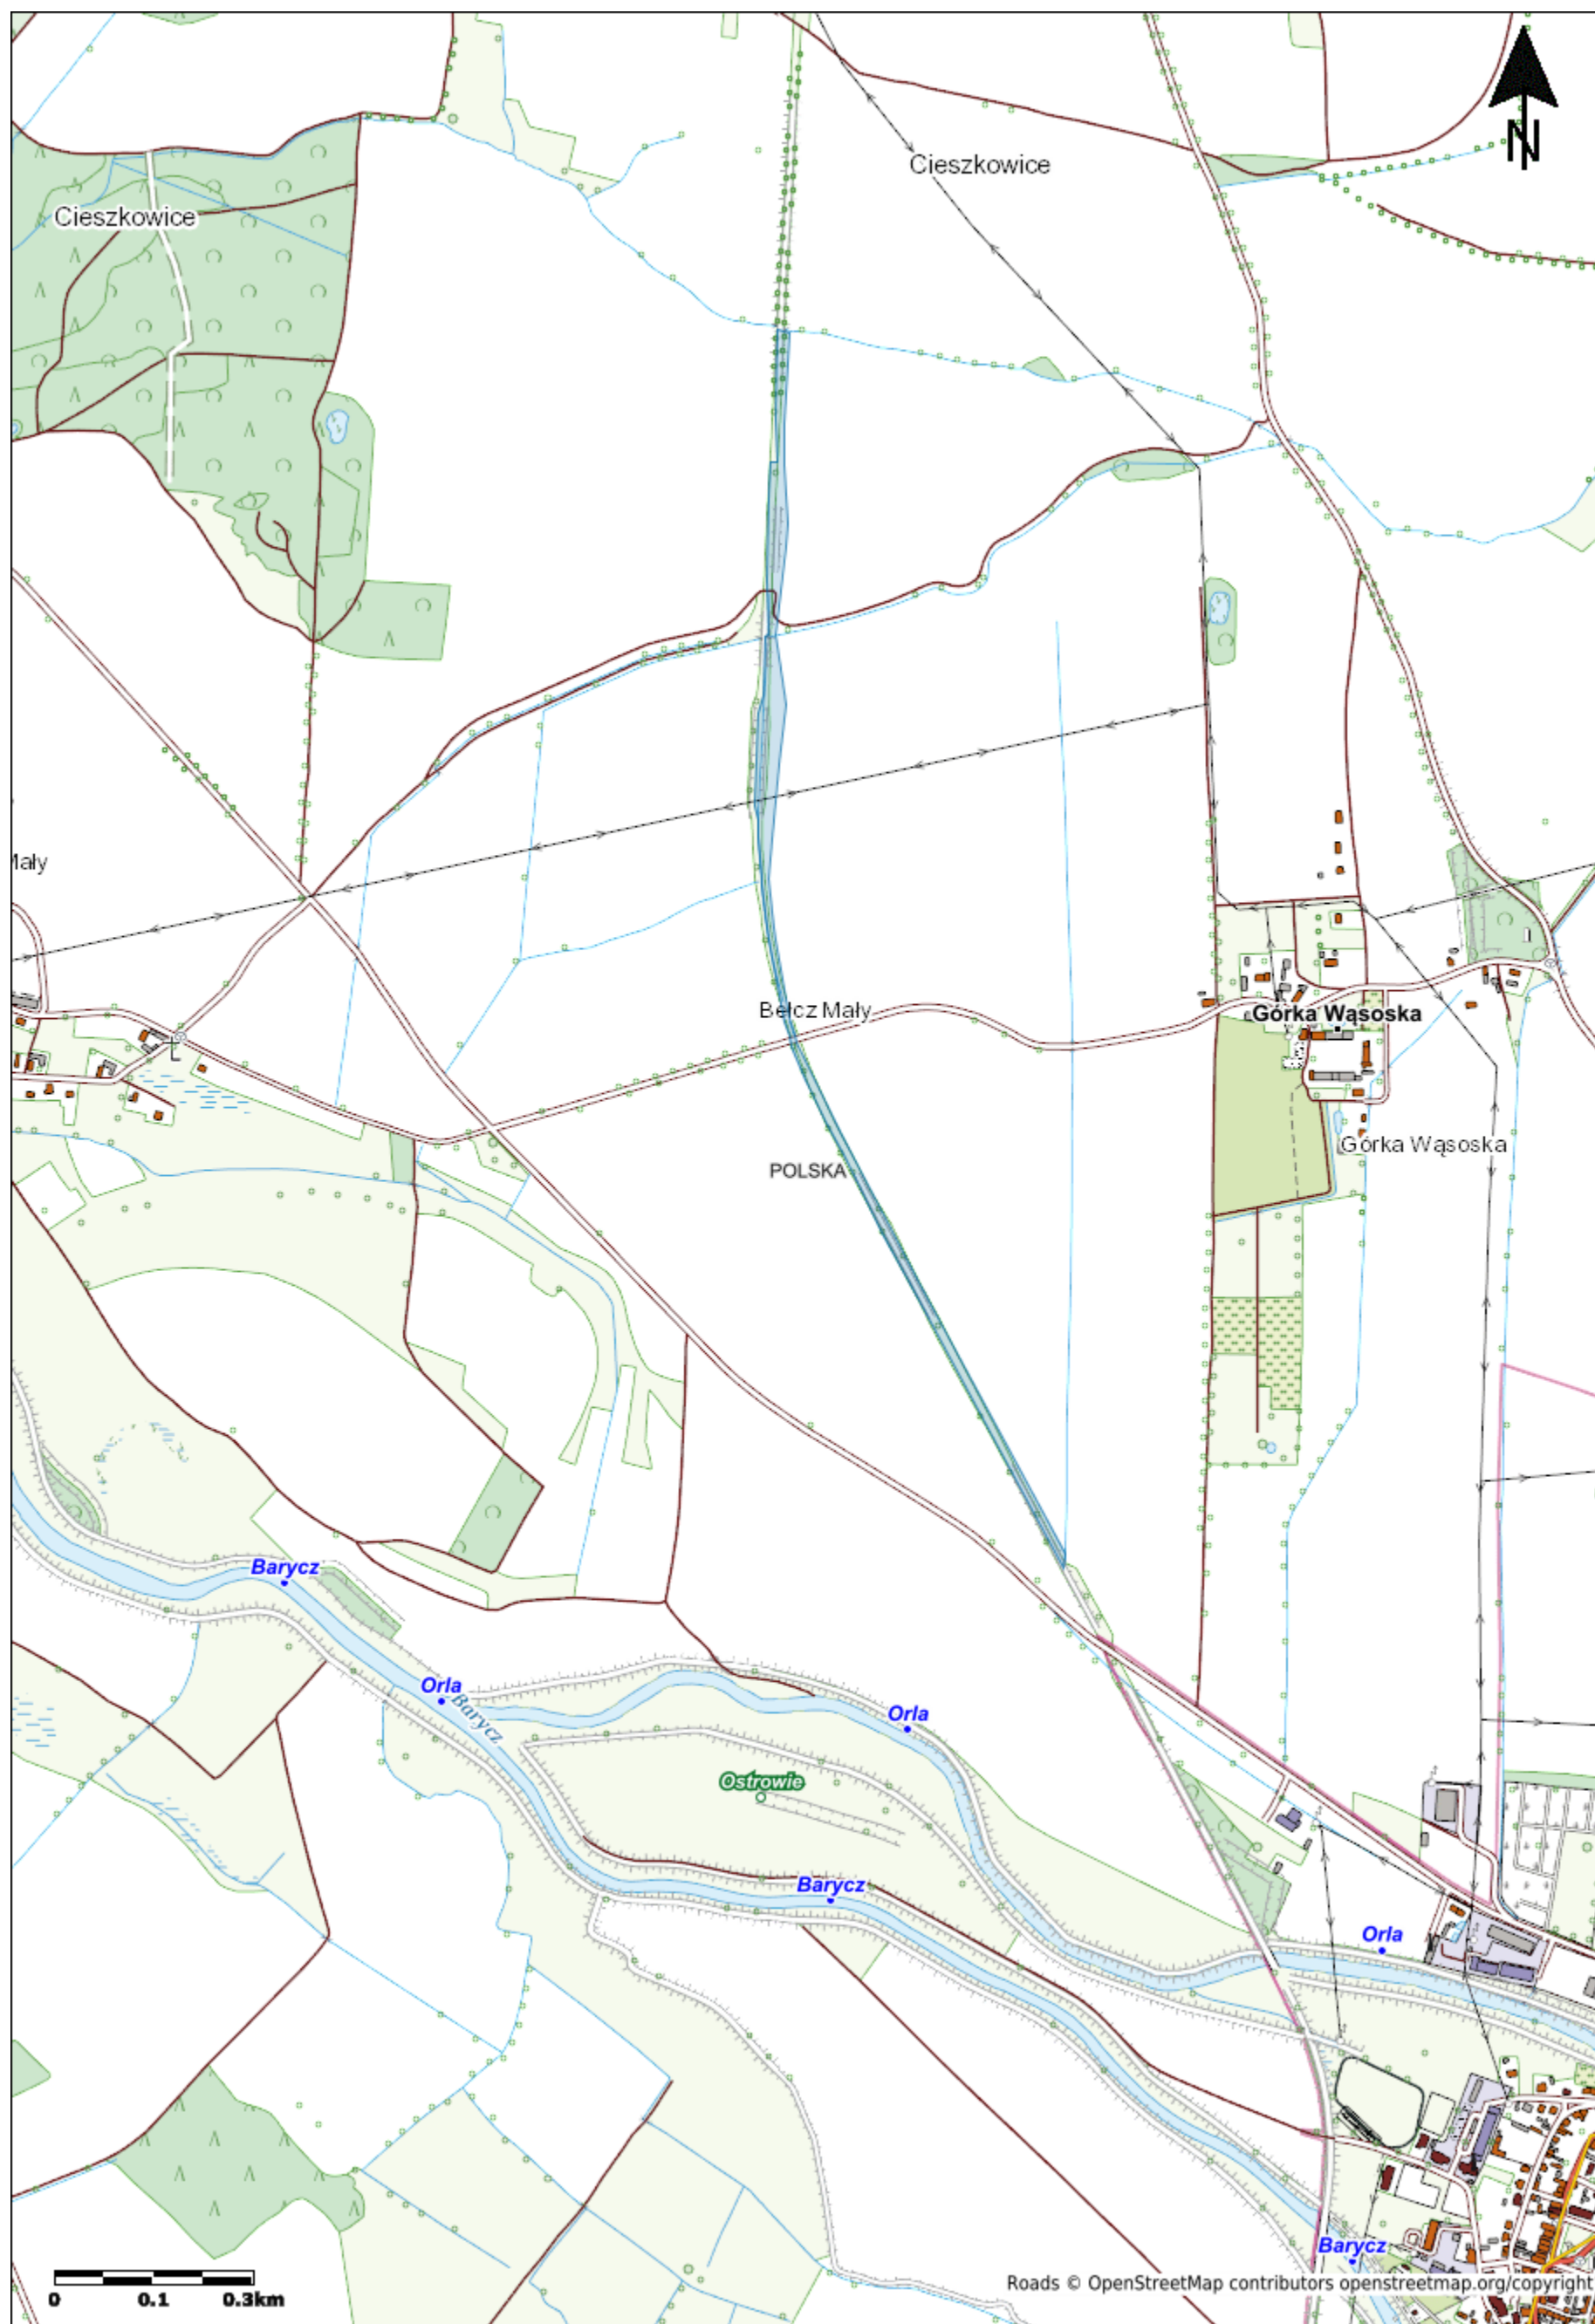 N
Cieszkowice
Cieszkowice
Mały
Bełcz Mały
Górka Wąsoska
Górka Wąsoska
POLSKA
Barycz
Orla
Barycz
Orla
Ostrowie
Barycz
Orla
Barycz
0 0.1 0.3km
Roads © OpenStreetMap contributors openstreetmap.org/copyright